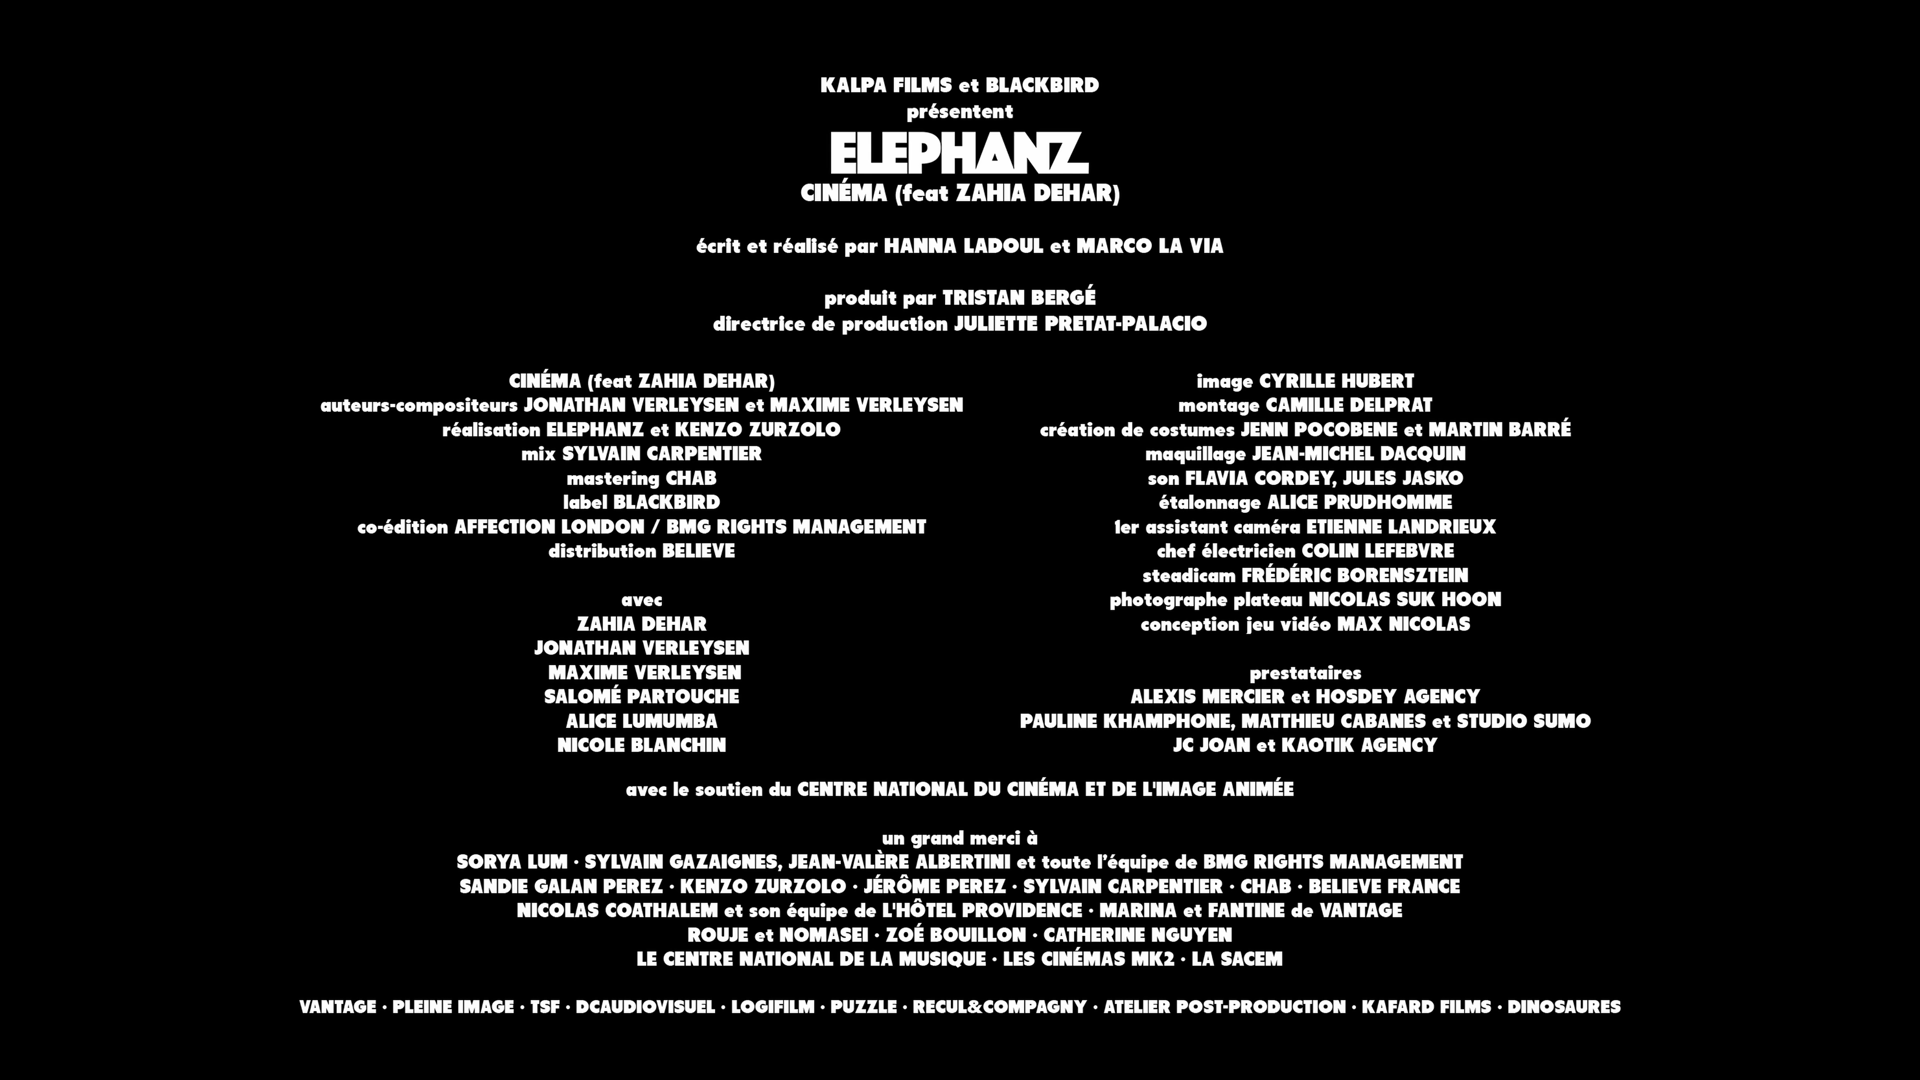 KALPA FILMS et BLACKBIRD
présentent
ELEPHANZ
CINÉMA (feat ZAHIA DEHAR)
écrit et réalisé par HANNA LADOUL et MARCO LA VIA
produit par TRISTAN BERGÉ
directrice de production JULIETTE PRETAT-PALACIO
CINÉMA (feat ZAHIA DEHAR)
auteurs-compositeurs JONATHAN VERLEYSEN et MAXIME VERLEYSEN
réalisation ELEPHANZ et KENZO ZURZOLO
mix SYLVAIN CARPENTIER
mastering CHAB
label BLACKBIRD
co-édition AFFECTION LONDON / BMG RIGHTS MANAGEMENT
distribution BELIEVE
avec
ZAHIA DEHAR
JONATHAN VERLEYSEN
MAXIME VERLEYSEN
SALOMÉ PARTOUCHE
ALICE LUMUMBA
NICOLE BLANCHIN
image CYRILLE HUBERT
montage CAMILLE DELPRAT
création de costumes JENN POCOBENE et MARTIN BARRÉ
maquillage JEAN-MICHEL DACQUIN
son FLAVIA CORDEY, JULES JASKO
étalonnage ALICE PRUDHOMME
1er assistant caméra ETIENNE LANDRIEUX
chef électricien COLIN LEFEBVRE
steadicam FRÉDÉRIC BORENSZTEIN
photographe plateau NICOLAS SUK HOON
conception jeu vidéo MAX NICOLAS
prestataires
ALEXIS MERCIER et HOSDEY AGENCY
PAULINE KHAMPHONE, MATTHIEU CABANES et STUDIO SUMO
JC JOAN et KAOTIK AGENCY
avec le soutien du CENTRE NATIONAL DU CINÉMA ET DE L'IMAGE ANIMÉE
un grand merci à
SORYA LUM · SYLVAIN GAZAIGNES, JEAN-VALÈRE ALBERTINI et toute l'équipe de BMG RIGHTS MANAGEMENT
SANDIE GALAN PEREZ · KENZO ZURZOLO · JÉRÔME PEREZ · SYLVAIN CARPENTIER · CHAB · BELIEVE FRANCE
NICOLAS COATHALEM et son équipe de L'HÔTEL PROVIDENCE · MARINA et FANTINE de VANTAGE
ROUJE et NOMASEI · ZOÉ BOUILLON · CATHERINE NGUYEN
LE CENTRE NATIONAL DE LA MUSIQUE · LES CINÉMAS MK2 · LA SACEM
VANTAGE · PLEINE IMAGE · TSF · DCAUDIOVISUEL · LOGIFILM · PUZZLE · RECUL&COMPAGNY · ATELIER POST-PRODUCTION · KAFARD FILMS · DINOSAURES